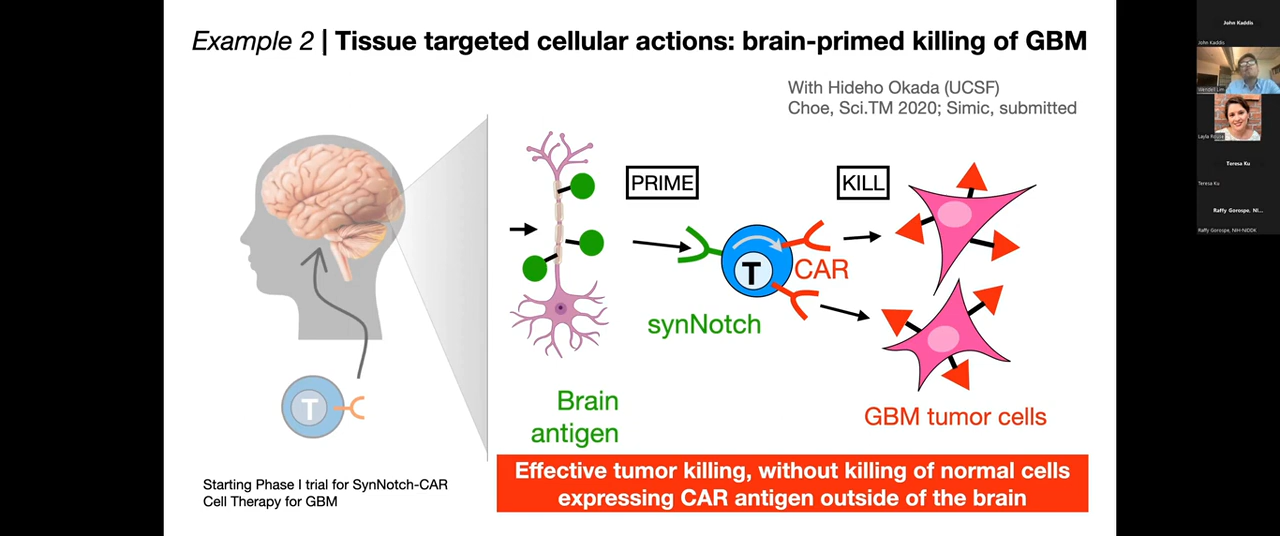 Example 2 | Tissue targeted cellular actions: brain-primed killing of GBM
With Hideho Okada (UCSF)
Choe, Sci.TM 2020; Simic, submitted
PRIME
KILL
T
CAR
synNotch
Brain
antigen
GBM tumor cells
T
Starting Phase I trial for SynNotch-CAR
Cell Therapy for GBM
Effective tumor killing, without killing of normal cells
expressing CAR antigen outside of the brain
John Kaddis
John Kaddis
Wendell Lim
Layla
Teresa Ku
Teresa Ku
Raffy Gorospe, NI...
Raffy Gorospe, NIH-NIDDK